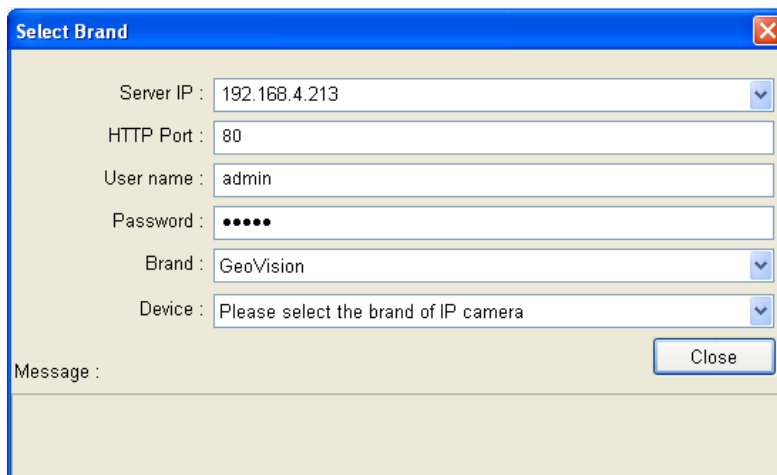 Select Brand
Server IP : 192.168.4.213
HTTP Port : 80
User name : admin
Password : •••••
Brand : GeoVision
Device : Please select the brand of IP camera
Close
Message :